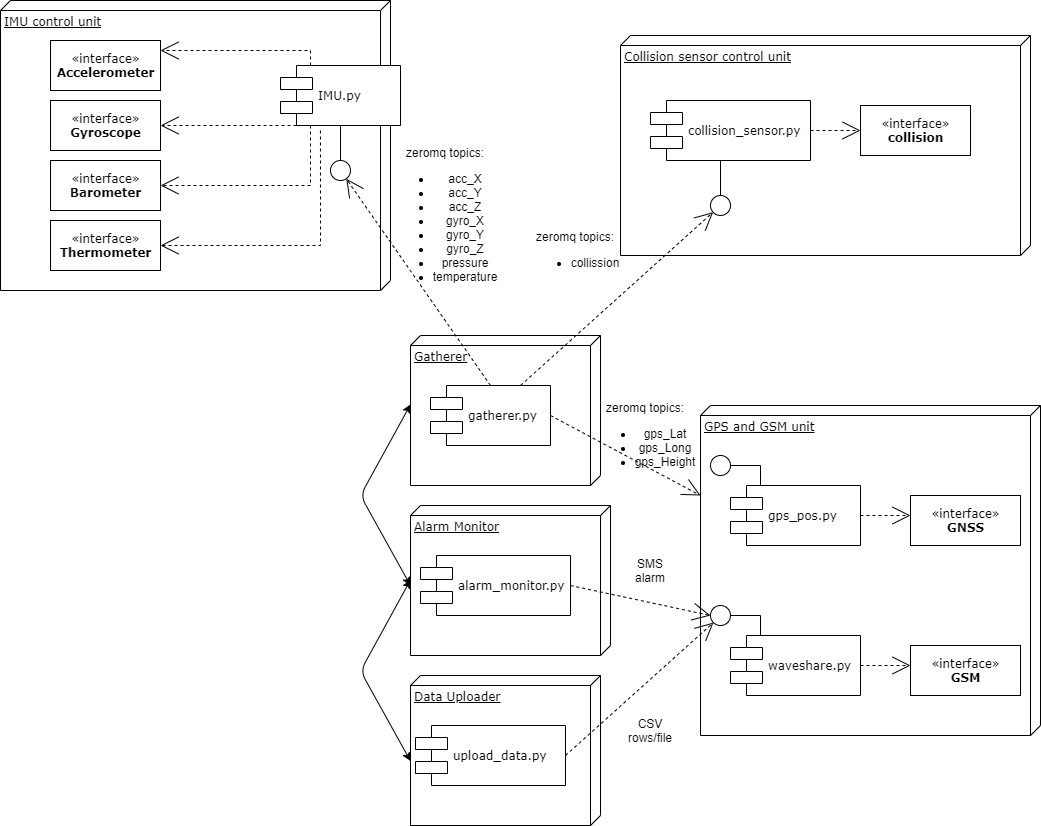 IMU control unit
«interface»
Accelerometer
«interface»
Gyroscope
«interface»
Barometer
«interface»
Thermometer
IMU.py
zeromq topics:
acc_X
acc_Y
acc_Z
gyro_X
gyro_Y
gyro_Z
pressure
temperature
Collision sensor control unit
collision_sensor.py
«interface»
collision
zeromq topics:
collission
Gatherer
gatherer.py
zeromq topics:
gps_Lat
gps_Long
gps_Height
GPS and GSM unit
gps_pos.py
«interface»
GNSS
Alarm Monitor
alarm_monitor.py
SMS
alarm
waveshare.py
«interface»
GSM
Data Uploader
upload_data.py
CSV
rows/file